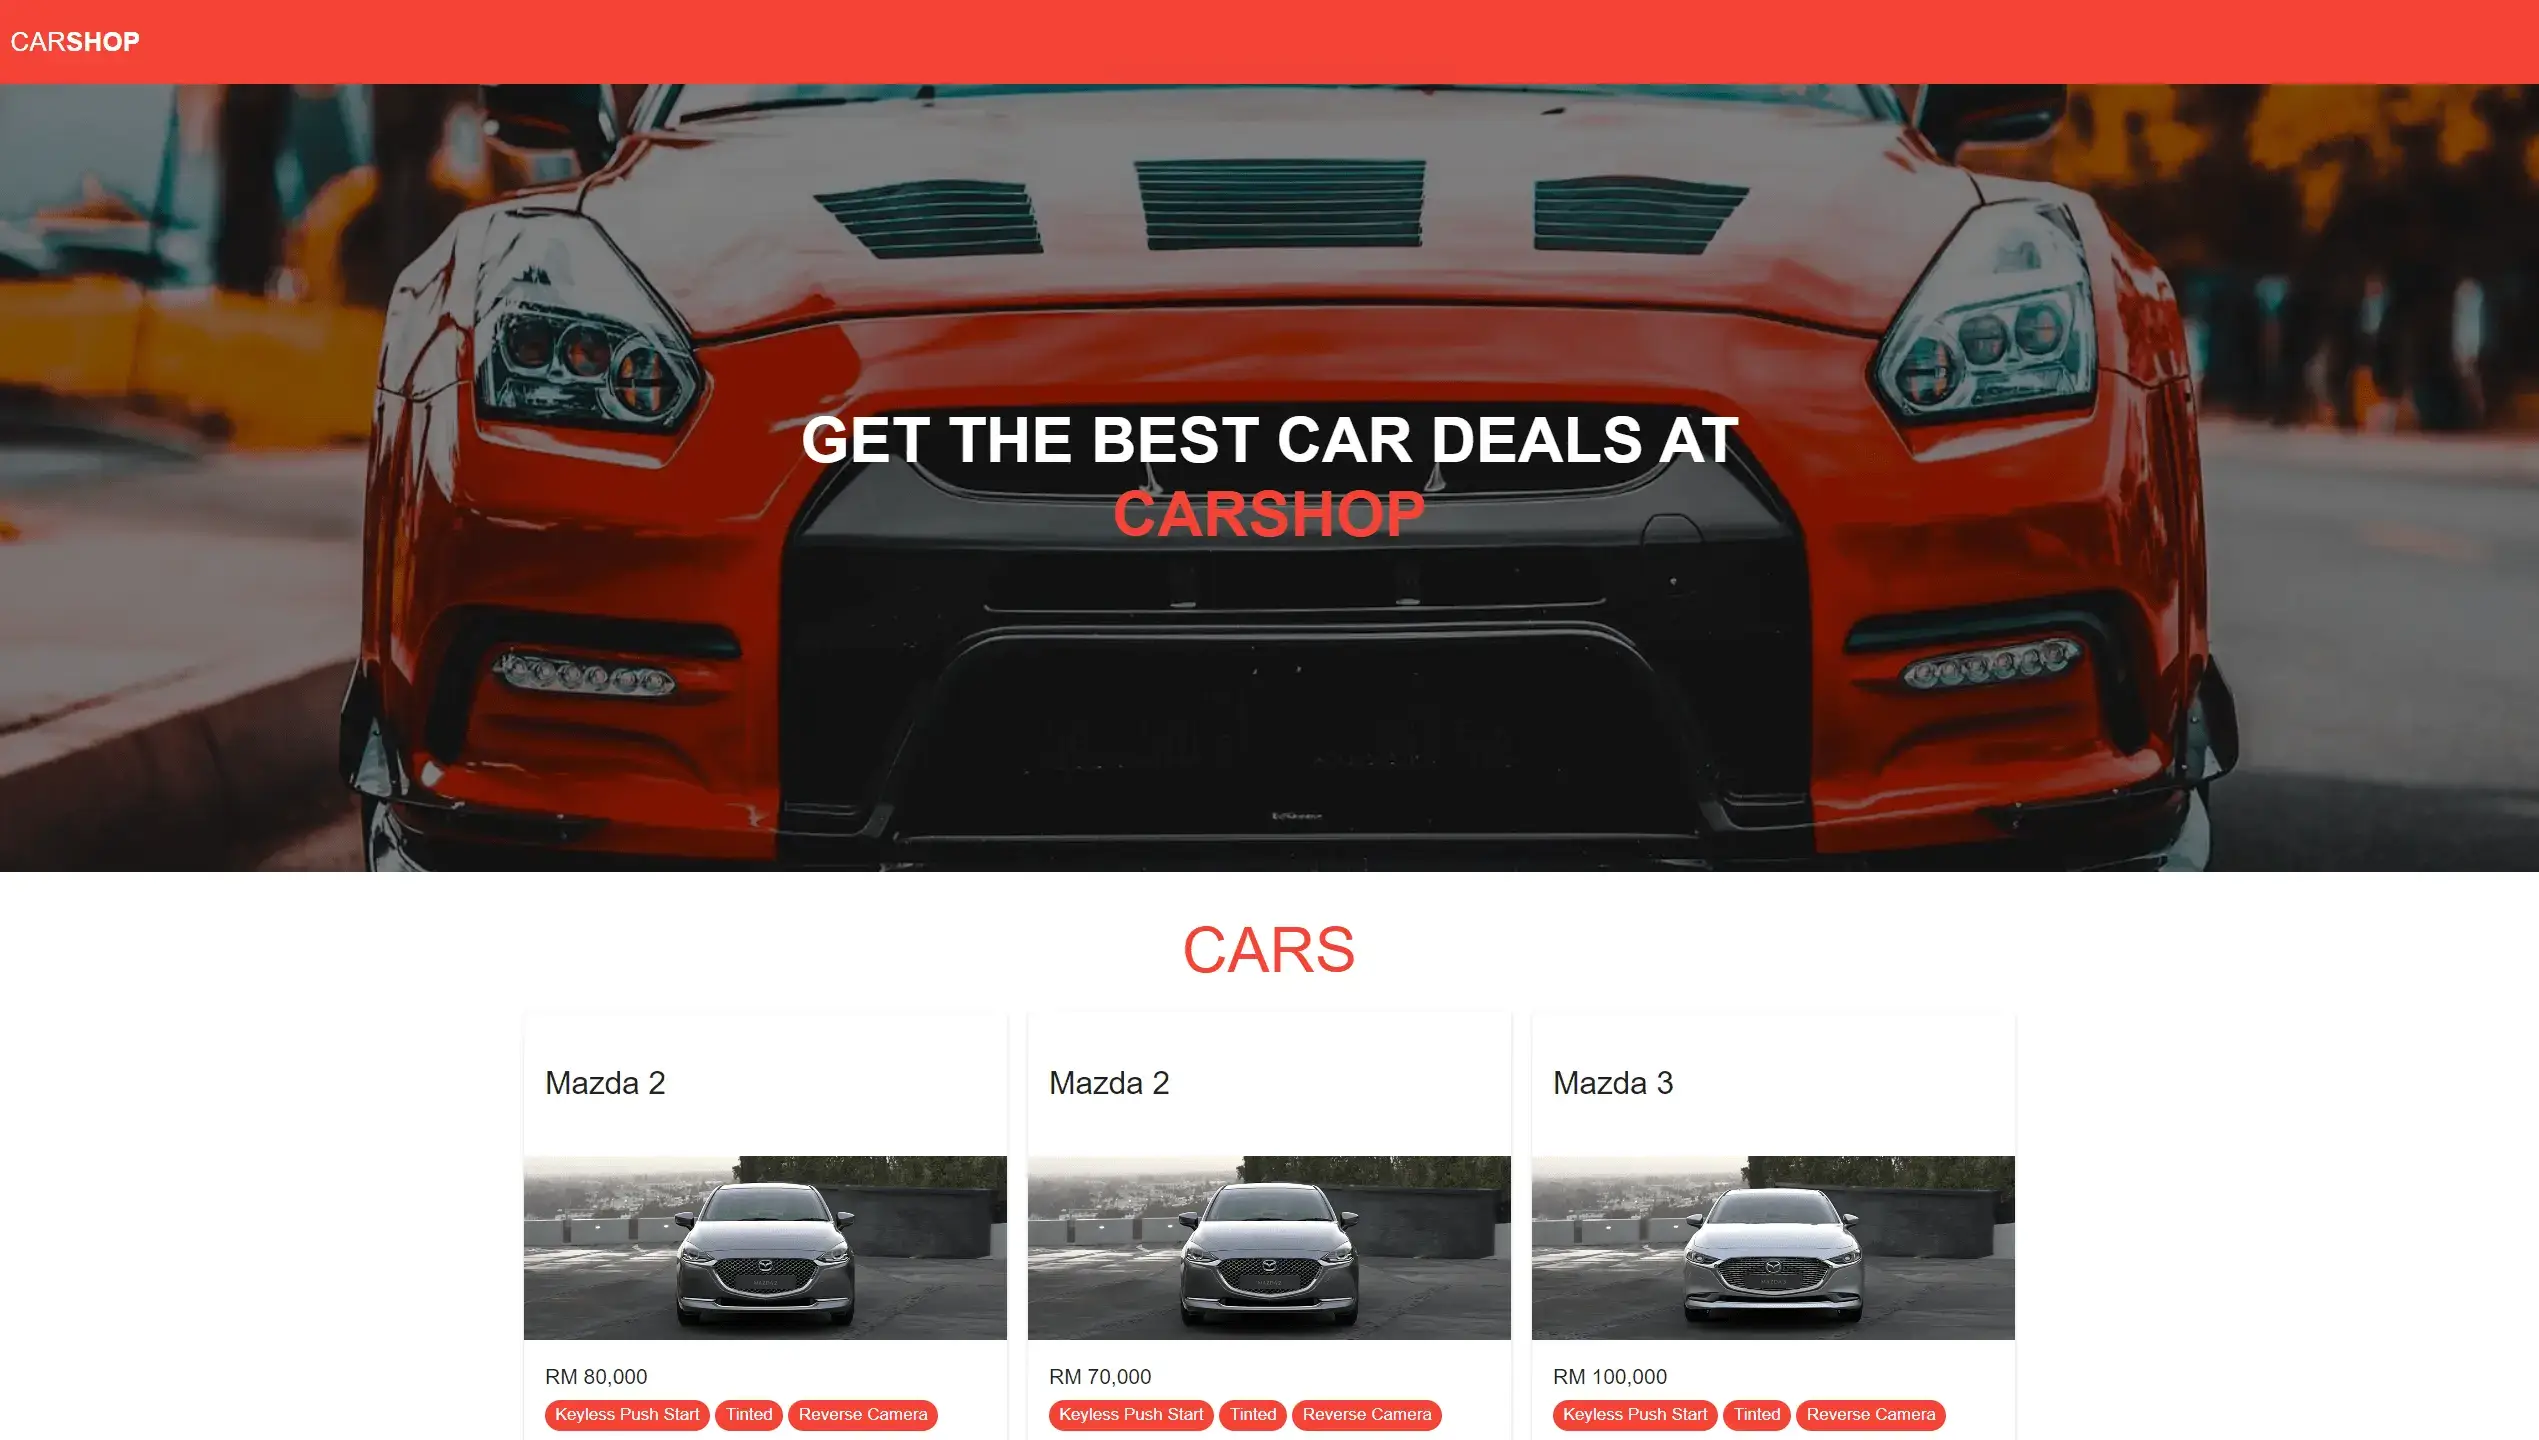 CARSHOP
GET THE BEST CAR DEALS AT
CARSHOP
CARS
Mazda 2
Mazda 2
Mazda 3
RM 80,000
RM 70,000
RM 100,000
Keyless Push Start Tinted Reverse Camera
Keyless Push Start Tinted Reverse Camera
Keyless Push Start Tinted Reverse Camera